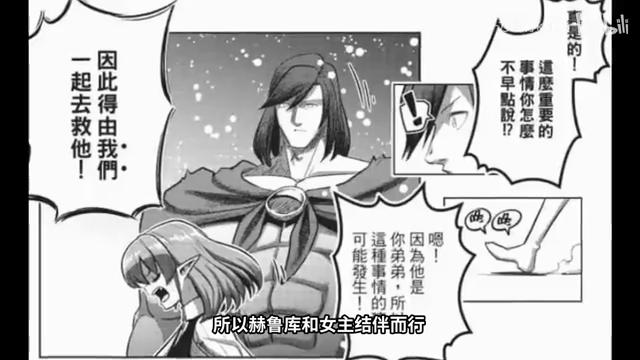 真是的！
這麼重要的
事情你怎麼
不早點說!?
!
因此得由我們
一起去救他！
嗯！
因為他是
你弟弟，所
這種事情的
可能發生！
所以赫鲁库和女主结伴而行